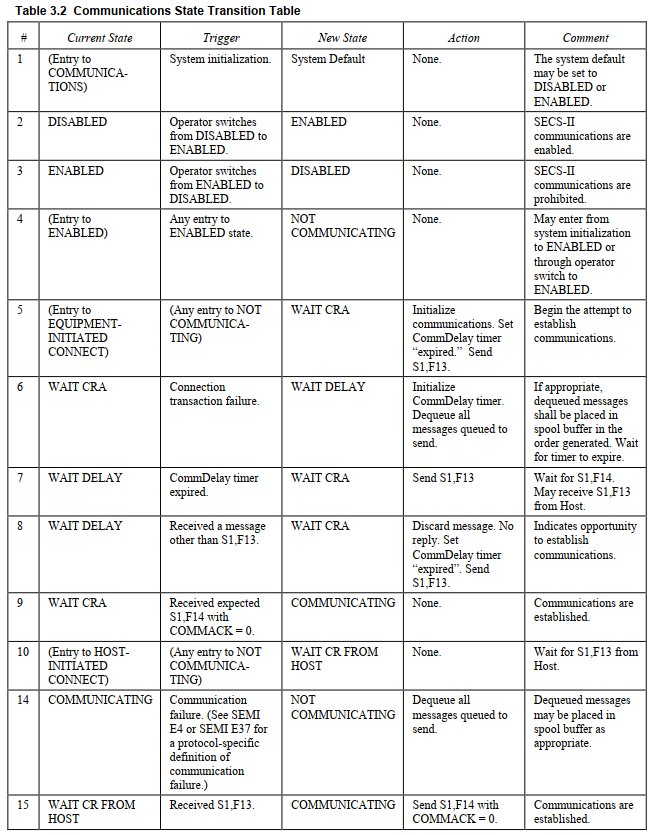 Table 3.2 Communications State Transition Table
# Current State Trigger New State Action Comment
1 (Entry to System initialization. System Default None. The system default
COMMUNICA- may be set to
TIONS) DISABLED or
ENABLED.
2 DISABLED Operator switches ENABLED None. SECS-II
from DISABLED to communications are
ENABLED. enabled.
3 ENABLED Operator switches DISABLED None. SECS-II
from ENABLED to communications are
DISABLED. prohibited.
4 (Entry to Any entry to NOT None. May enter from
ENABLED) ENABLED state. COMMUNICATING system initialization
to ENABLED or
through operator
switch to
ENABLED.
5 (Entry to (Any entry to NOT WAIT CRA Initialize Begin the attempt to
EQUIPMENT- COMMUNICA- communications. Set establish
INITIATED TING) CommDelay timer communications.
CONNECT) “expired.” Send
S1,F13.
6 WAIT CRA Connection WAIT DELAY Initialize If appropriate,
transaction failure. CommDelay timer. dequeued messages
Dequeue all shall be placed in
messages queued to spool buffer in the
send. order generated. Wait
for timer to expire.
7 WAIT DELAY CommDelay timer WAIT CRA Send S1,F13 Wait for S1,F14.
expired. May receive S1,F13
from Host.
8 WAIT DELAY Received a message WAIT CRA Discard message. No Indicates opportunity
other than S1,F13. reply. Set to establish
CommDelay timer communications.
“expired”. Send
S1,F13.
9 WAIT CRA Received expected COMMUNICATING None. Communications are
S1,F14 with established.
COMMACK = 0.
10 (Entry to HOST- (Any entry to NOT WAIT CR FROM None. Wait for S1,F13 from
INITIATED COMMUNICA- HOST Host.
CONNECT) TING)
14 COMMUNICATING Communication NOT Dequeue all Dequeued messages
failure. (See SEMI COMMUNICATING messages queued to may be placed in
E4 or SEMI E37 for send. spool buffer as
a protocol-specific appropriate.
definition of
communication
failure.)
15 WAIT CR FROM Received S1,F13. COMMUNICATING Send S1,F14 with Communications are
HOST COMMACK = 0. established.